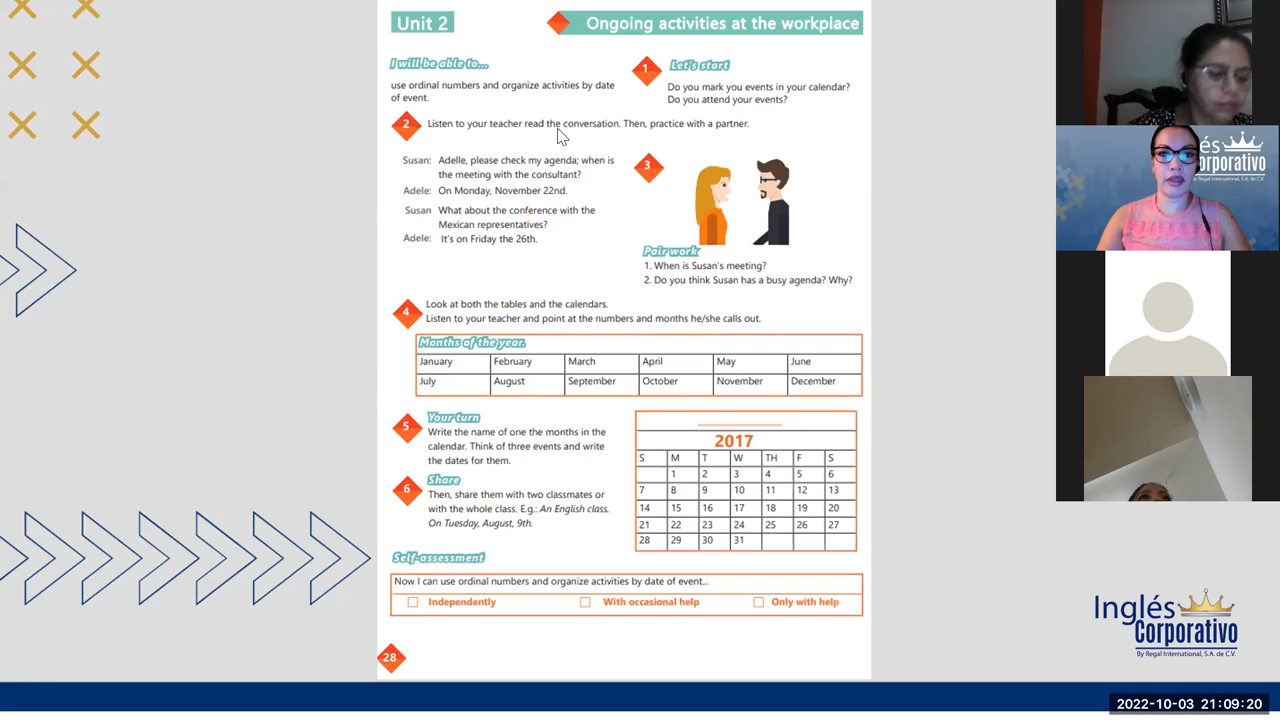 Unit 2
Ongoing activities at the workplace
I will be able to...
use ordinal numbers and organize activities by date
of event.
1
Let's start
Do you mark you events in your calendar?
Do you attend your events?
2
Listen to your teacher read the conversation. Then, practice with a partner.
Susan: Adelle, please check my agenda; when is
the meeting with the consultant?
Adele: On Monday, November 22nd.
Susan What about the conference with the
Mexican representatives?
Adele: It's on Friday the 26th.
3
Pair work
1. When is Susan's meeting?
2. Do you think Susan has a busy agenda? Why?
4
Look at both the tables and the calendars.
Listen to your teacher and point at the numbers and months he/she calls out.
Months of the year.
January February March April May June
July August September October November December
5
Your turn
Write the name of one the months in the
calendar. Think of three events and write
the dates for them.
6
Share
Then, share them with two classmates or
with the whole class. E.g.: An English class.
On Tuesday, August, 9th.
2017
S M T W TH F S
1 2 3 4 5 6
7 8 9 10 11 12 13
14 15 16 17 18 19 20
21 22 23 24 25 26 27
28 29 30 31
Self-assessment
Now I can use ordinal numbers and organize activities by date of event...
Independently With occasional help Only with help
28
és
orporativo
By Regal International, S.A. de C.V.
Inglés
Corporativo
By Regal International, S.A. de C.V.
2022-10-03 21:09:20